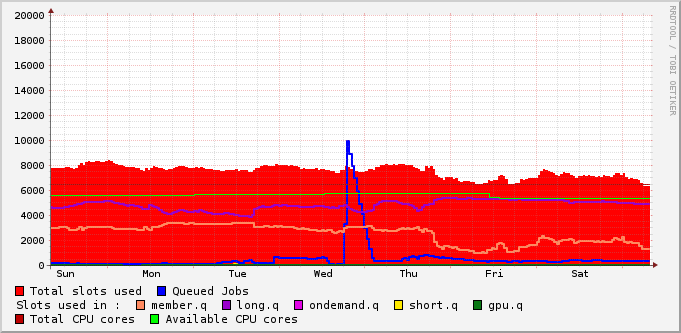 20000
18000
16000
14000
12000
10000
8000
6000
4000
2000
0
Sun Mon Tue Wed Thu Fri Sat
Total slots used Queued Jobs
Slots used in : member.q long.q ondemand.q short.q gpu.q
Total CPU cores Available CPU cores
RRDTOOL / TOBI OETIKER